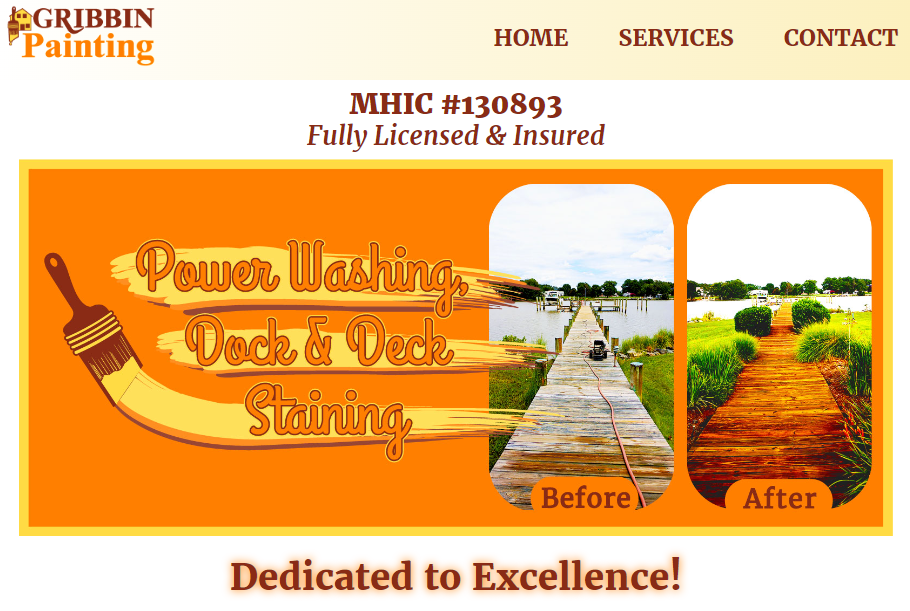 GRIBBIN
Painting
HOME SERVICES CONTACT
MHIC #130893
Fully Licensed & Insured
Power Washing,
Dock & Deck
Staining
Before After
Dedicated to Excellence!